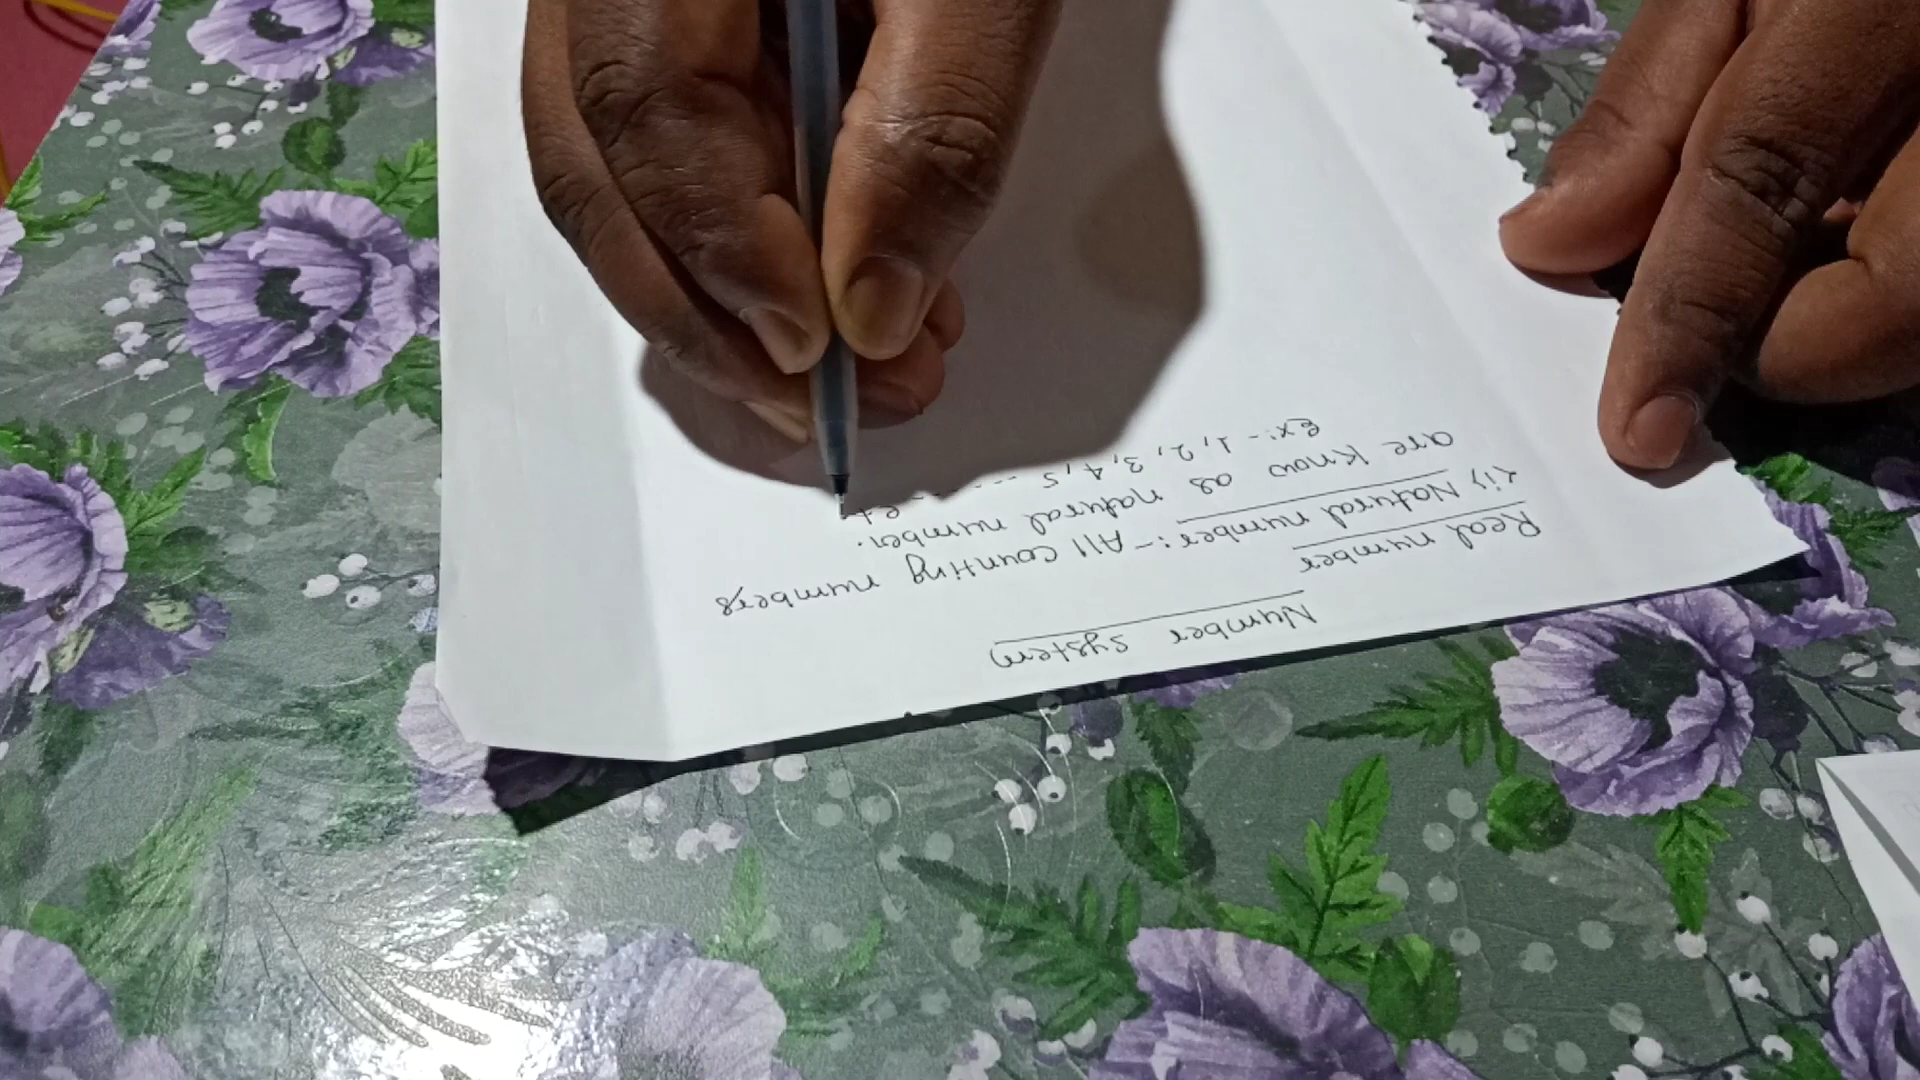 Number system
Real number
(i) Natural number:- All counting numbers
are know as natural number.
Ex:- 1, 2, 3, 4, 5 ----